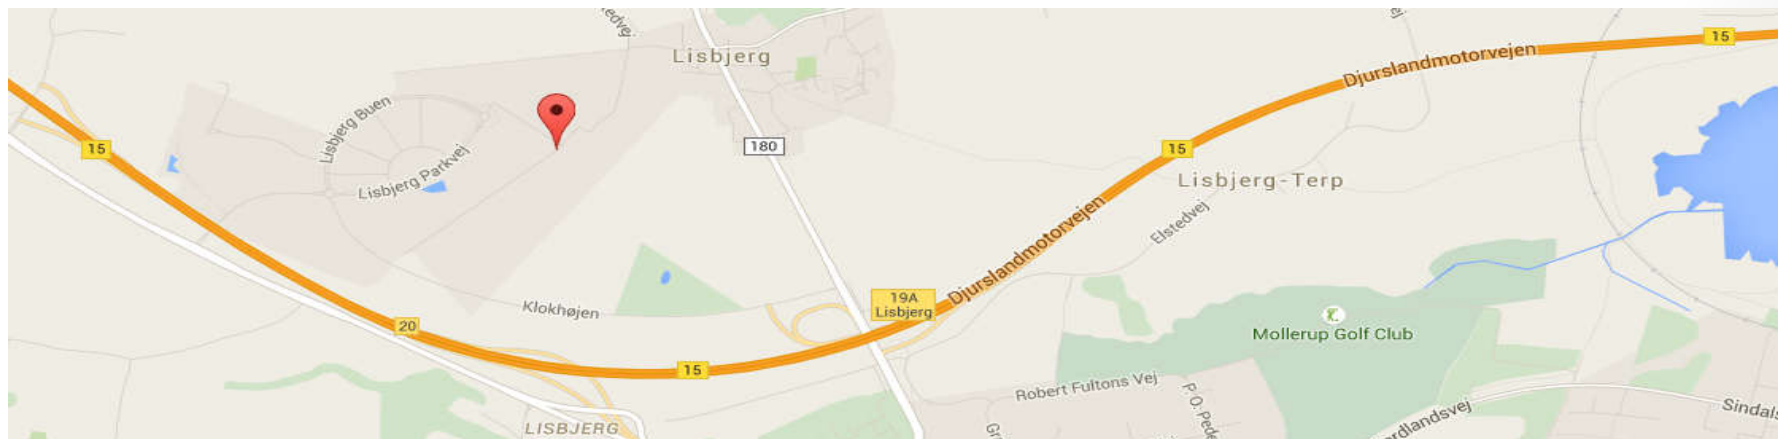 Lisbjerg
15
Djurslandmotorvejen
Lisbjerg Buen
15
180
15
Lisbjerg Parkvej
Lisbjerg-Terp
Elstedvej
Djurslandmotorvejen
19A
Lisbjerg
Klokhøjen
20
Mollerup Golf Club
15
Robert Fultons Vej
LISBJERG